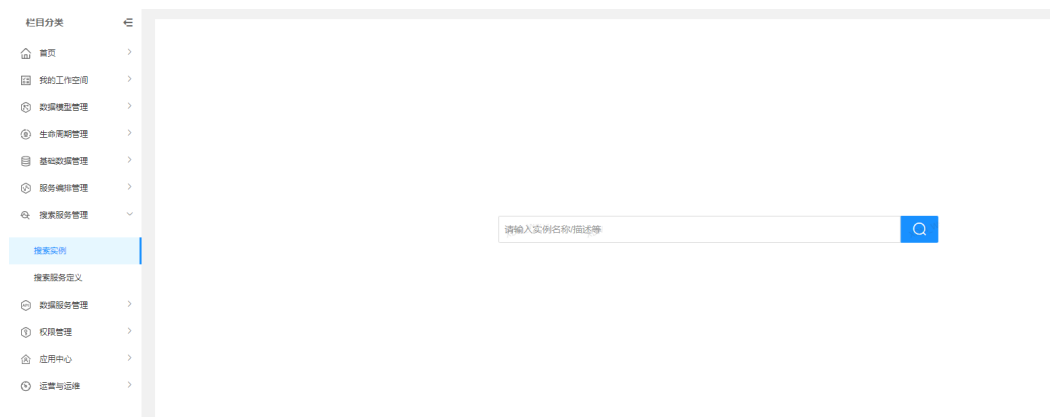 栏目分类
首页
我的工作空间
数据模型管理
生命周期管理
基础数据管理
服务编排管理
搜索服务管理
搜索实例
搜索服务定义
数据服务管理
权限管理
应用中心
运营与运维
请输入实例名称/描述等